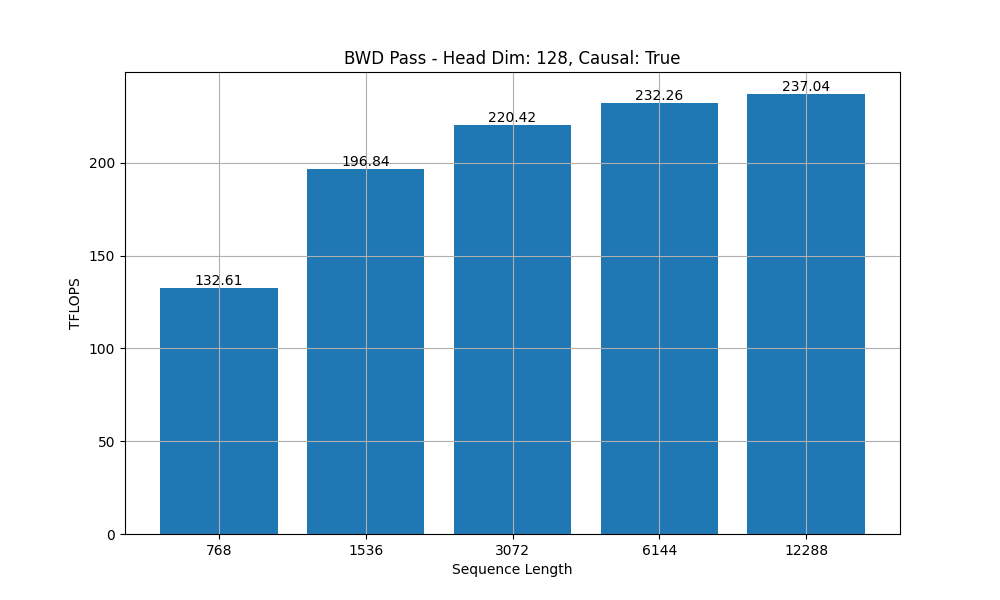 BWD Pass - Head Dim: 128, Causal: True
237.04
232.26
220.42
196.84
132.61
200
150
100
50
0
TFLOPS
768 1536 3072 6144 12288
Sequence Length